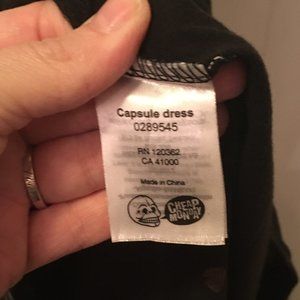 Capsule dress
0289545
RN 120362
CA 41000
Made in China
CHEAP
MONDAY